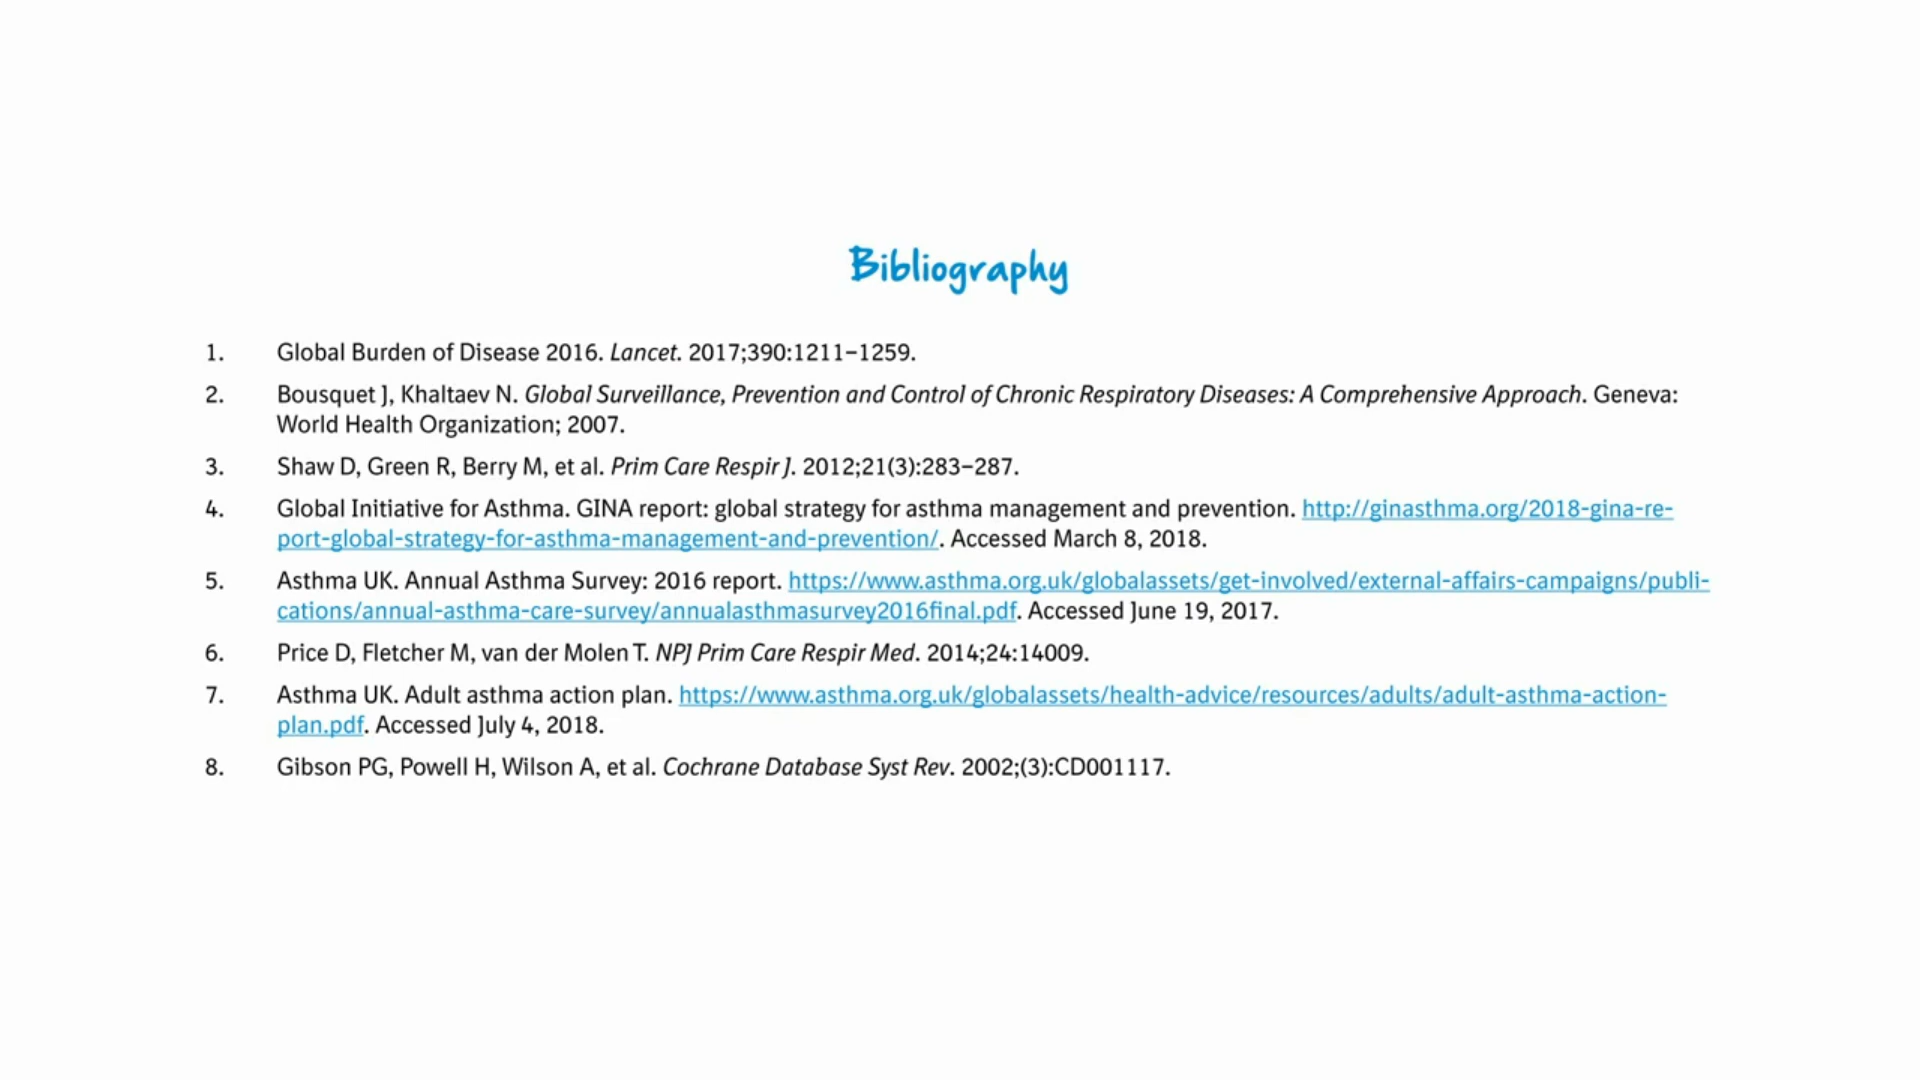 Bibliography
1. Global Burden of Disease 2016. Lancet. 2017;390:1211–1259.
2. Bousquet J, Khaltaev N. Global Surveillance, Prevention and Control of Chronic Respiratory Diseases: A Comprehensive Approach. Geneva:
World Health Organization; 2007.
3. Shaw D, Green R, Berry M, et al. Prim Care Respir J. 2012;21(3):283–287.
4. Global Initiative for Asthma. GINA report: global strategy for asthma management and prevention. http://ginasthma.org/2018-gina-re-
port-global-strategy-for-asthma-management-and-prevention/. Accessed March 8, 2018.
5. Asthma UK. Annual Asthma Survey: 2016 report. https://www.asthma.org.uk/globalassets/get-involved/external-affairs-campaigns/publi-
cations/annual-asthma-care-survey/annualasthmasurvey2016final.pdf. Accessed June 19, 2017.
6. Price D, Fletcher M, van der Molen T. NPJ Prim Care Respir Med. 2014;24:14009.
7. Asthma UK. Adult asthma action plan. https://www.asthma.org.uk/globalassets/health-advice/resources/adults/adult-asthma-action-
plan.pdf. Accessed July 4, 2018.
8. Gibson PG, Powell H, Wilson A, et al. Cochrane Database Syst Rev. 2002;(3):CD001117.